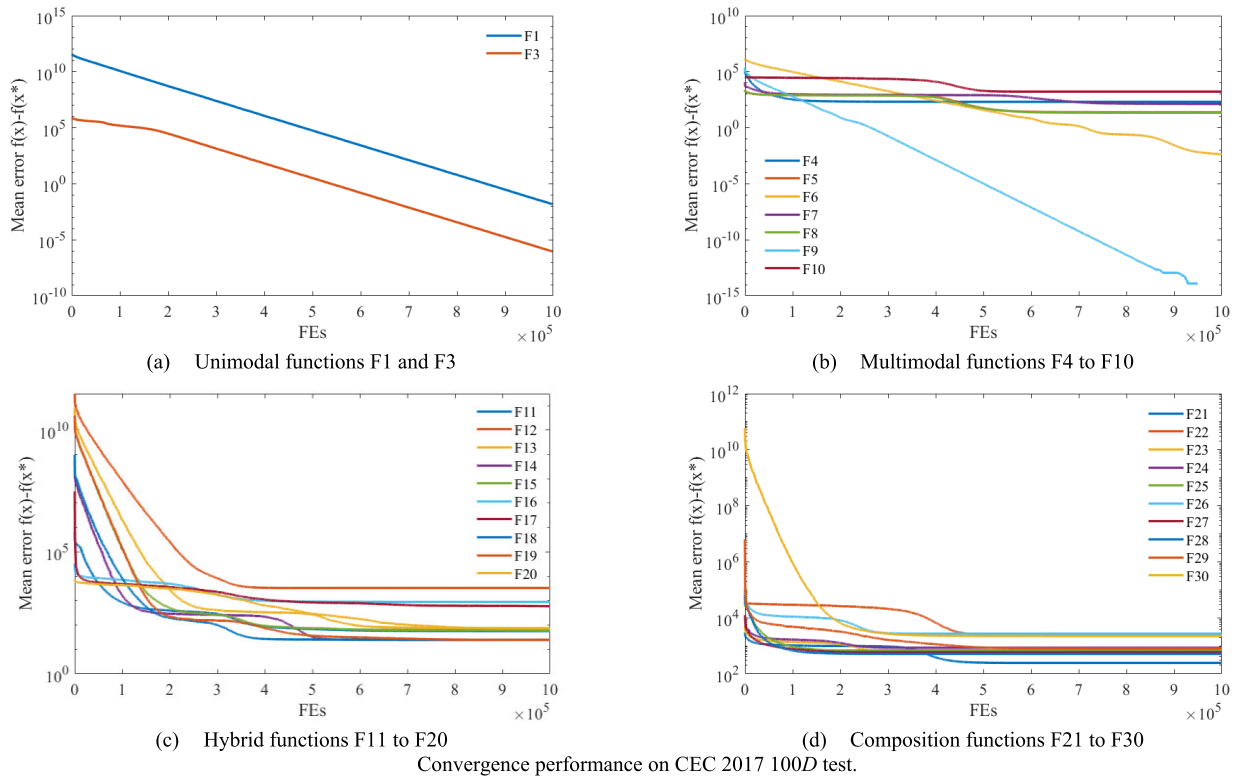 10^15
10^10
10^5
10^0
10^-5
10^-10
Mean error f(x)-f(x*)
F1
F3
0 1 2 3 4 5 6 7 8 9 10
FEs
×10^5
(a) Unimodal functions F1 and F3
10^10
10^5
10^0
10^-5
10^-10
10^-15
Mean error f(x)-f(x*)
F4
F5
F6
F7
F8
F9
F10
0 1 2 3 4 5 6 7 8 9 10
FEs
×10^5
(b) Multimodal functions F4 to F10
10^10
10^5
10^0
Mean error f(x)-f(x*)
F11
F12
F13
F14
F15
F16
F17
F18
F19
F20
0 1 2 3 4 5 6 7 8 9 10
FEs
×10^5
(c) Hybrid functions F11 to F20
10^12
10^10
10^8
10^6
10^4
10^2
Mean error f(x)-f(x*)
F21
F22
F23
F24
F25
F26
F27
F28
F29
F30
0 1 2 3 4 5 6 7 8 9 10
FEs
×10^5
(d) Composition functions F21 to F30
Convergence performance on CEC 2017 100D test.